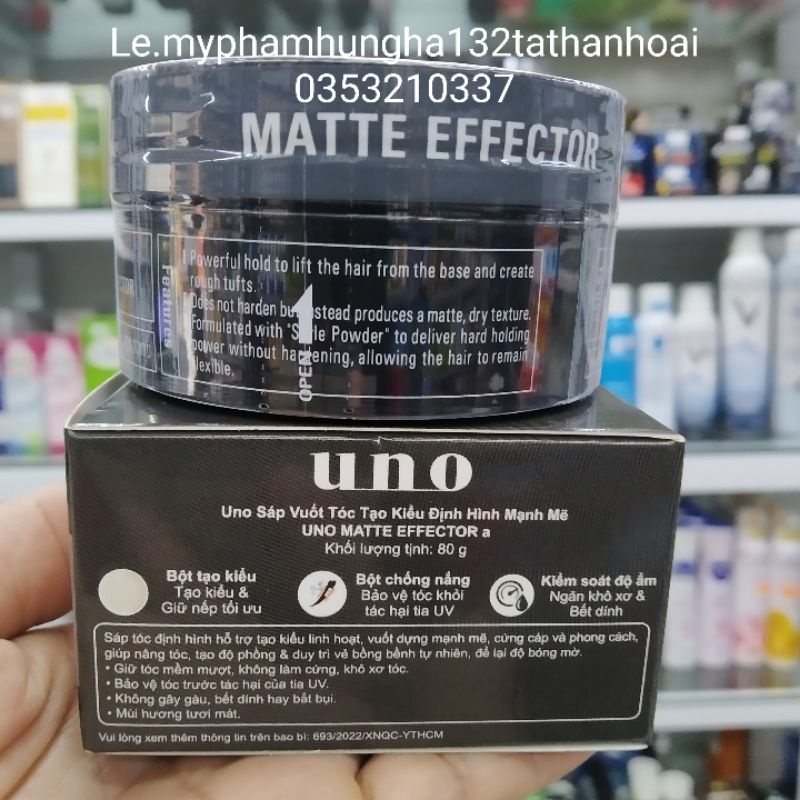 Le.myphamhungha132tathanhoai
0353210337
MATTE EFFECTOR
Features
Powerful hold to lift the hair from the base and create
rough tufts.
Does not harden but instead produces a matte, dry texture.
Formulated with "Style Powder" to deliver hard holding
power without hardening, allowing the hair to remain
flexible.
OPEN
uno
Uno Sáp Vuốt Tóc Tạo Kiểu Định Hình Mạnh Mẽ
UNO MATTE EFFECTOR a
Khối lượng tịnh: 80 g
Bột tạo kiểu
Tạo kiểu &
Giữ nếp tối ưu
Bột chống nắng
Bảo vệ tóc khỏi
tác hại tia UV
Kiểm soát độ ẩm
Ngăn khô xơ &
Bết dính
Sáp tóc định hình hỗ trợ tạo kiểu linh hoạt, vuốt dựng mạnh mẽ, cứng cáp và phong cách,
giúp nâng tóc, tạo độ phồng & duy trì vẻ bồng bềnh tự nhiên, để lại độ bóng mờ.
• Giữ tóc mềm mượt, không làm cứng, khô xơ tóc.
• Bảo vệ tóc trước tác hại của tia UV.
• Không gây gàu, bết dính hay bắt bụi.
• Mùi hương tươi mát.
Vui lòng xem thêm thông tin trên bao bì: 693/2022/XNQC-YTHCM